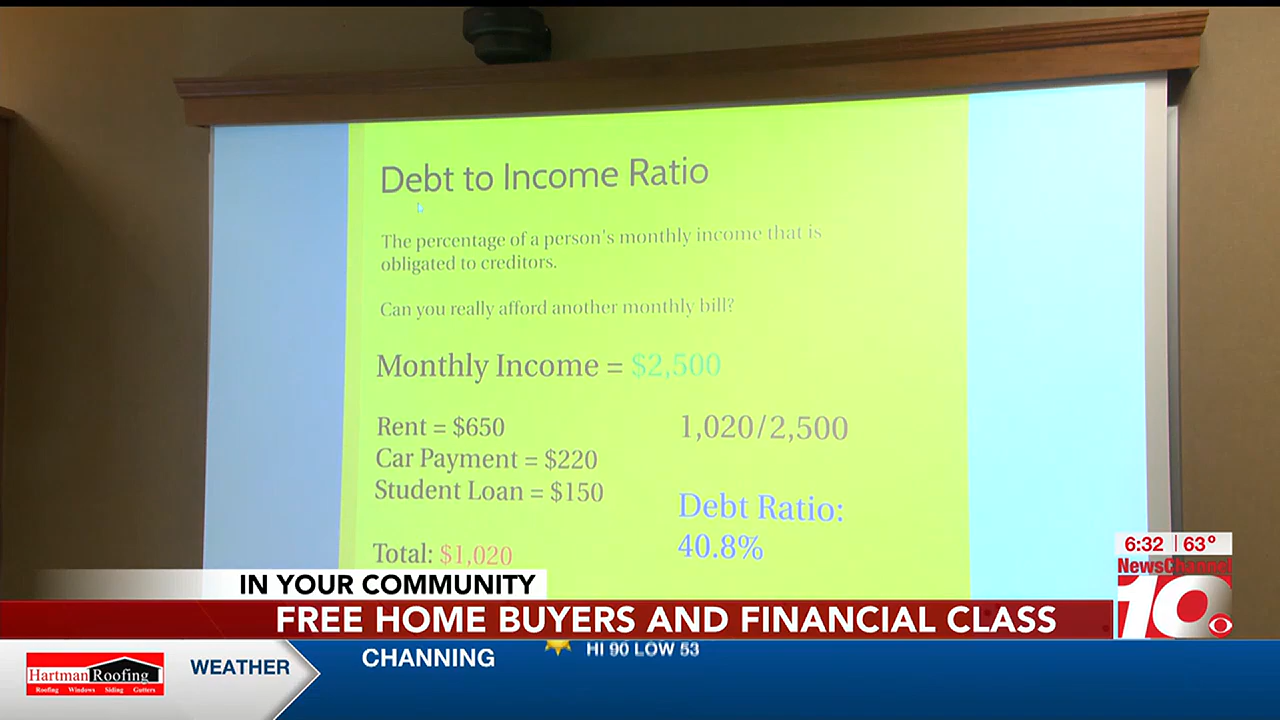 Debt to Income Ratio
The percentage of a person's monthly income that is
obligated to creditors.
Can you really afford another monthly bill?
Monthly Income = $2,500
Rent = $650
Car Payment = $220
Student Loan = $150
Total: $1,020
1,020/2,500
Debt Ratio:
40.8%
6:32 63°
NewsChannel
10
IN YOUR COMMUNITY
FREE HOME BUYERS AND FINANCIAL CLASS
Hartman Roofing
Roofing Windows Siding Gutters
WEATHER
CHANNING
HI 90 LOW 53